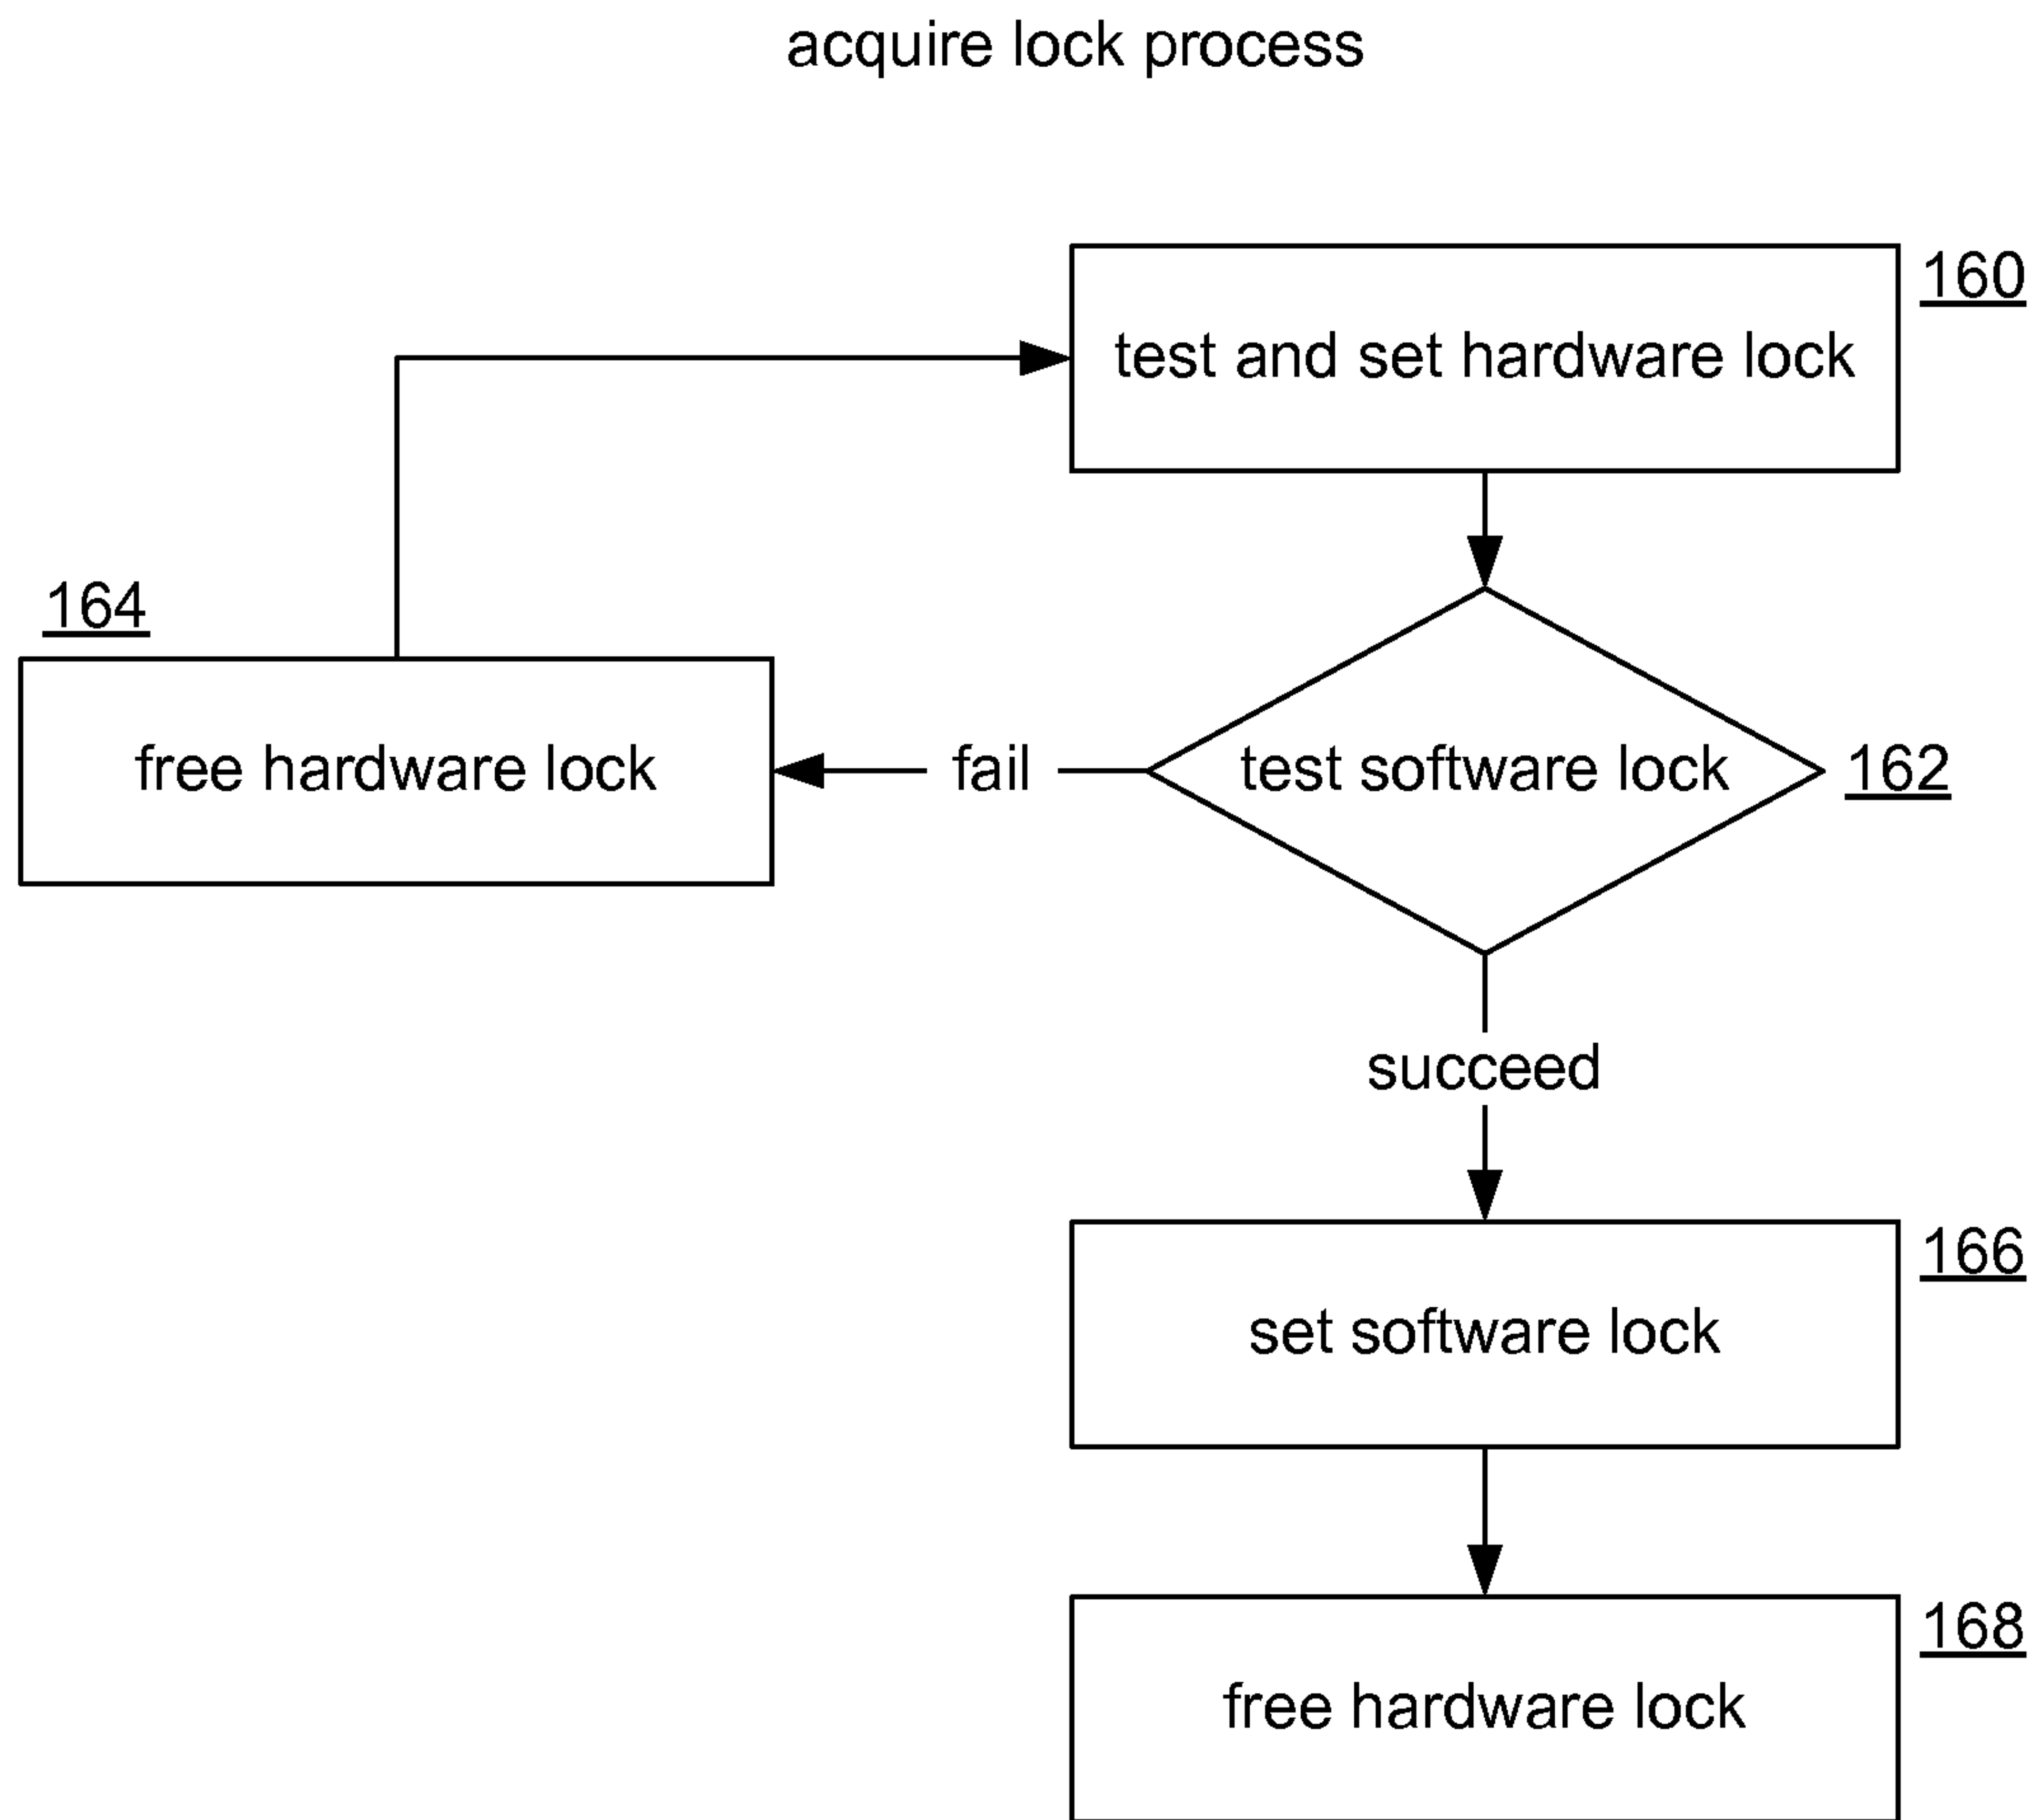 acquire lock process
160
test and set hardware lock
164
free hardware lock
fail
test software lock
162
succeed
166
set software lock
168
free hardware lock